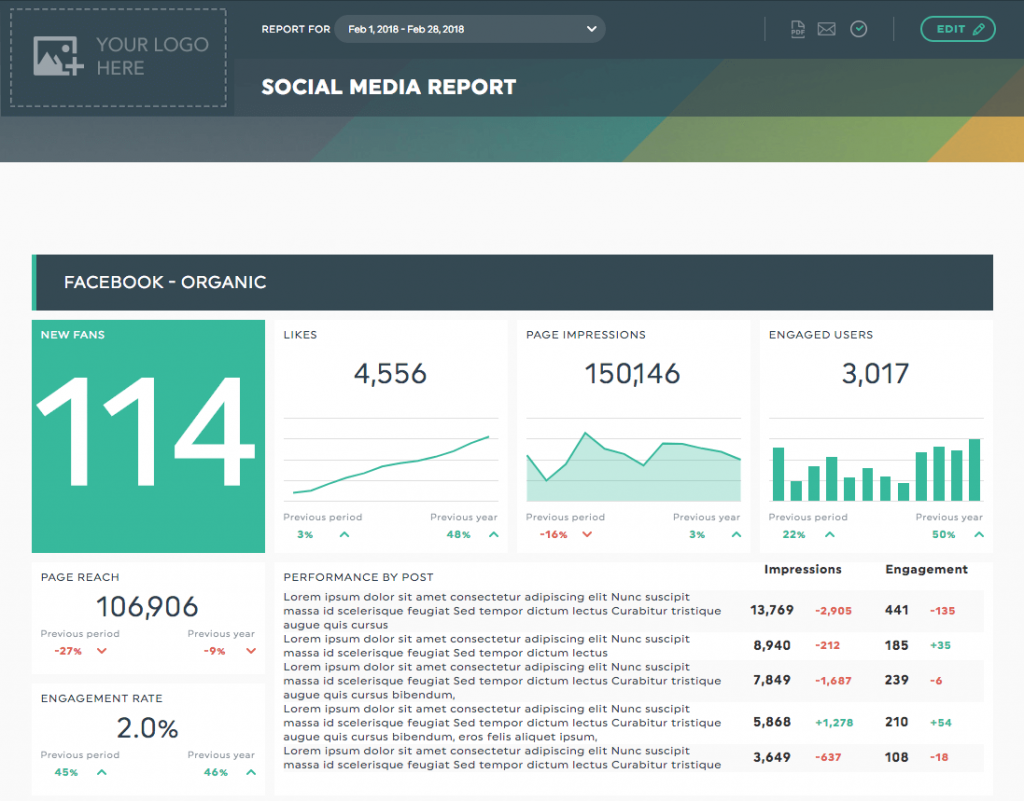 YOUR LOGO
HERE
REPORT FOR
Feb 1, 2018 - Feb 28, 2018
PDF
EDIT
SOCIAL MEDIA REPORT
FACEBOOK - ORGANIC
NEW FANS
114
LIKES
4,556
Previous period
3%
Previous year
48%
PAGE IMPRESSIONS
150,146
Previous period
-16%
Previous year
3%
ENGAGED USERS
3,017
Previous period
22%
Previous year
50%
PAGE REACH
106,906
Previous period
-27%
Previous year
-9%
ENGAGEMENT RATE
2.0%
Previous period
45%
Previous year
46%
PERFORMANCE BY POST
Impressions Engagement
Lorem ipsum dolor sit amet consectetur adipiscing elit Nunc suscipit
massa id scelerisque feugiat Sed tempor dictum lectus Curabitur tristique
augue quis cursus
13,769 -2,905 441 -135
Lorem ipsum dolor sit amet consectetur adipiscing elit Nunc suscipit
massa id scelerisque feugiat Sed tempor dictum lectus
8,940 -212 185 +35
Lorem ipsum dolor sit amet consectetur adipiscing elit Nunc suscipit
massa id scelerisque feugiat Sed tempor dictum lectus Curabitur tristique
augue quis cursus bibendum,
7,849 -1,687 239 -6
Lorem ipsum dolor sit amet consectetur adipiscing elit Nunc suscipit
massa id scelerisque feugiat Sed tempor dictum lectus Curabitur tristique
augue quis cursus bibendum, eros felis aliquet ipsum,
5,868 +1,278 210 +54
Lorem ipsum dolor sit amet consectetur adipiscing elit Nunc suscipit
massa id scelerisque feugiat Sed tempor dictum lectus Curabitur tristique
3,649 -637 108 -18